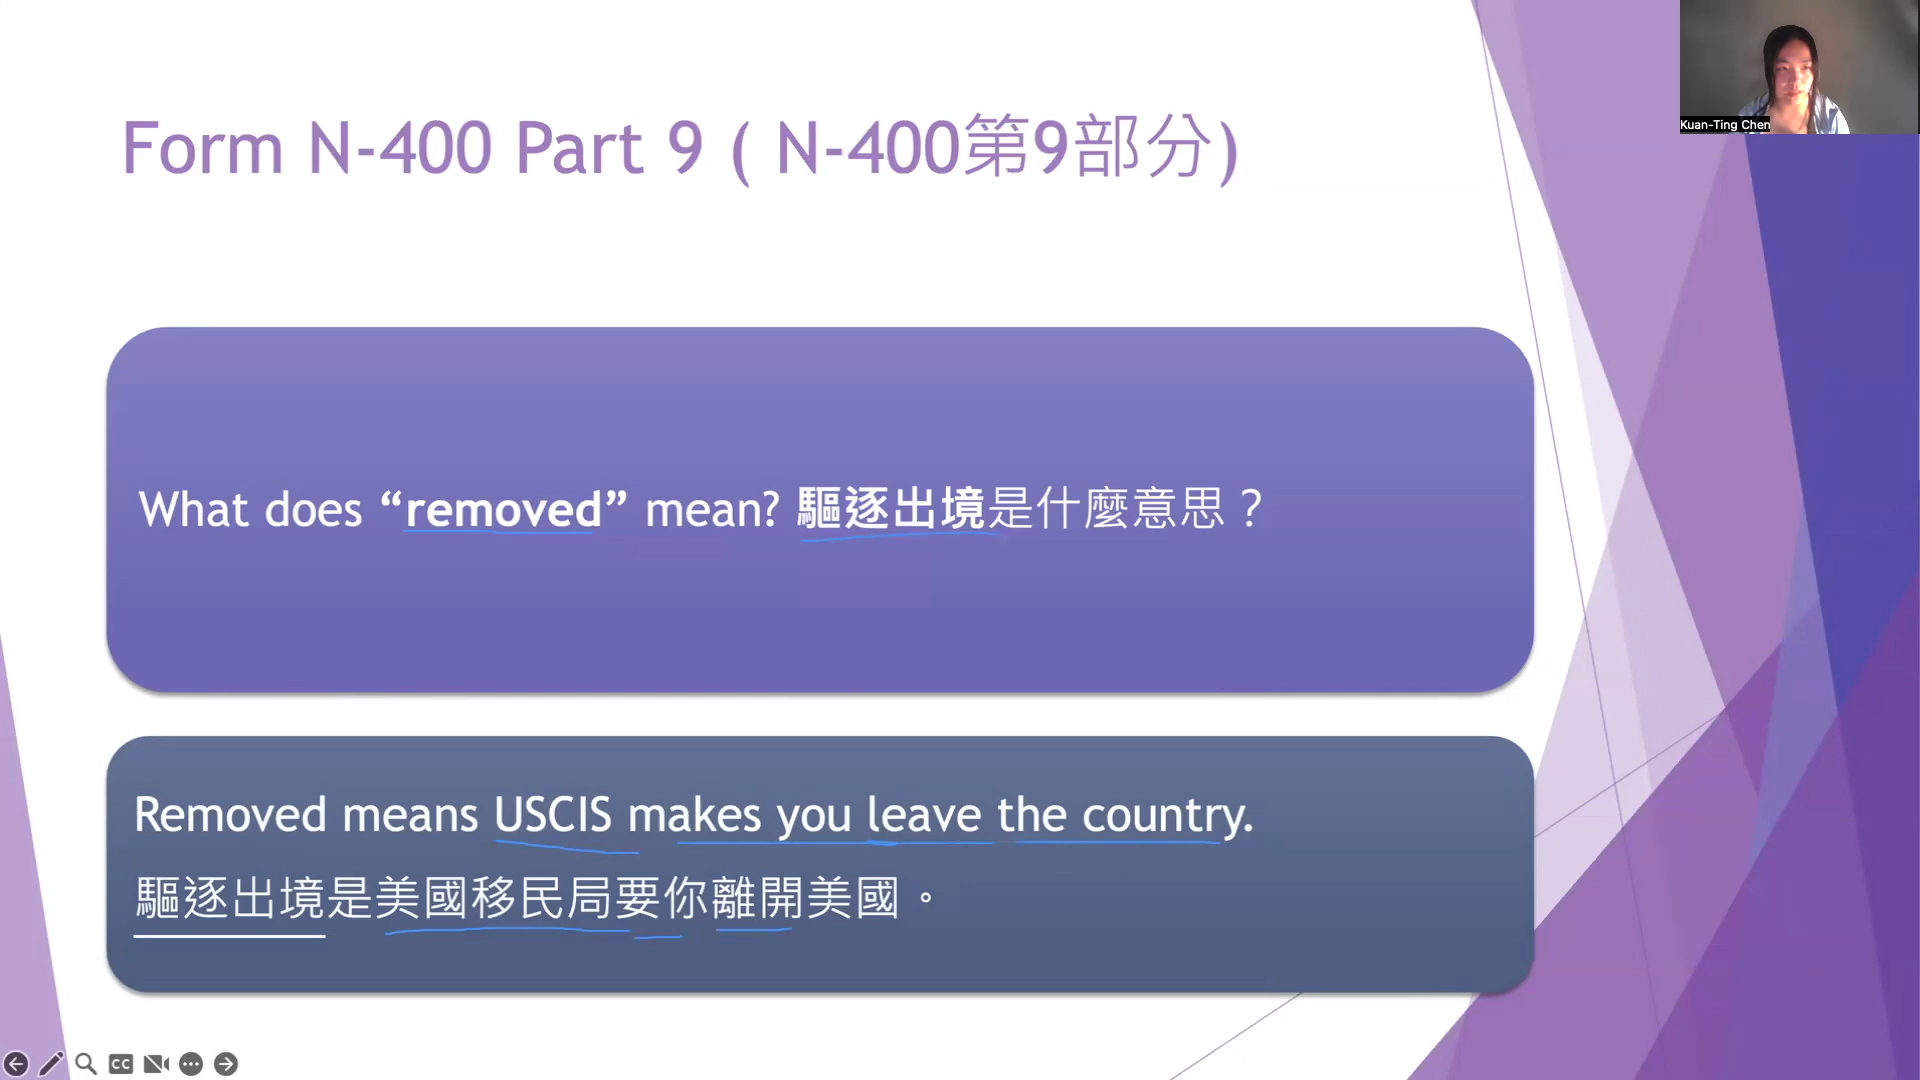 Form N-400 Part 9 ( N-400第9部分)
Kuan-Ting Chen
What does “removed” mean? 驅逐出境是什麼意思？
Removed means USCIS makes you leave the country.
驅逐出境是美國移民局要你離開美國。
CC